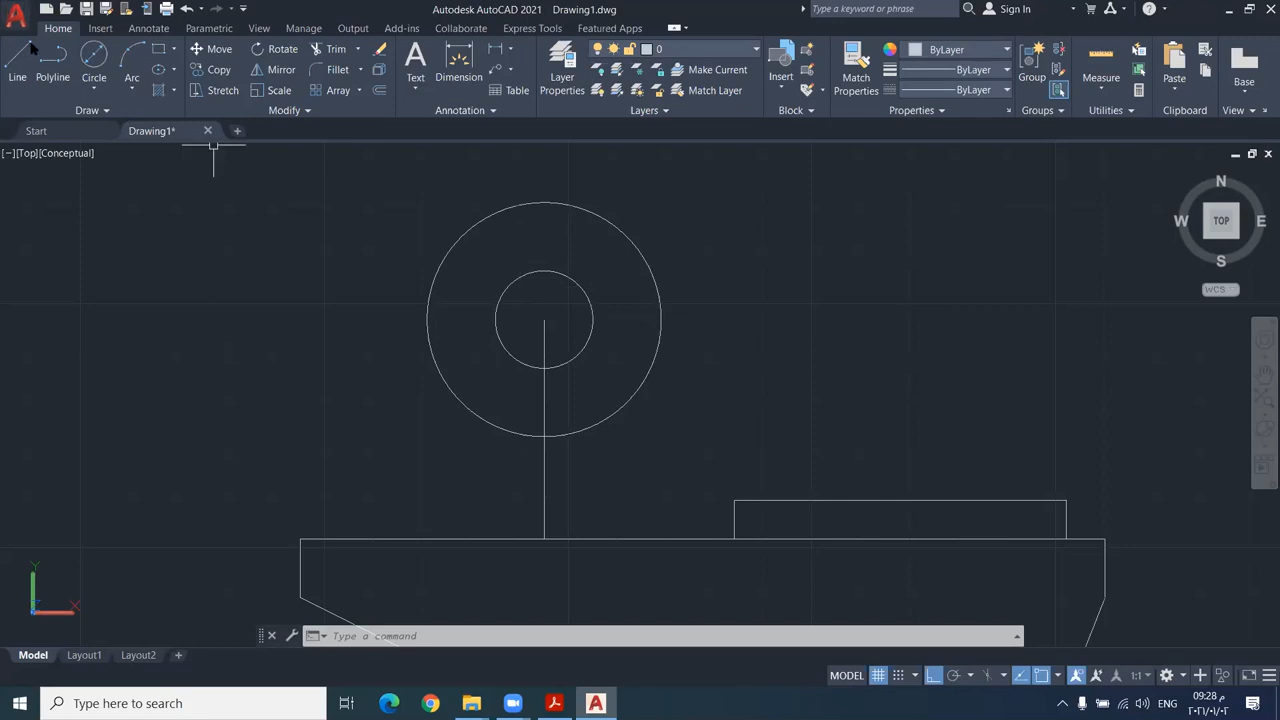 Autodesk AutoCAD 2021 Drawing1.dwg
Type a keyword or phrase
Sign In
Home Insert Annotate Parametric View Manage Output Collaborate Express Tools Featured Apps
Line Polyline Circle Arc
Move Rotate Trim
Copy Mirror Fillet
Stretch Scale Array
Text Dimension
Table
Layer Properties
0
Make Current
Match Layer
Insert
Match Properties
ByLayer
ByLayer
ByLayer
Group
Measure
Paste
Base
Draw Modify Annotation Layers Block Properties Groups Utilities Clipboard View
Start Drawing1*
[−][Top][Conceptual]
N
W TOP E
S
WCS
Y
X
Type a command
Model Layout1 Layout2
MODEL 1:1
Type here to search
09:28 م